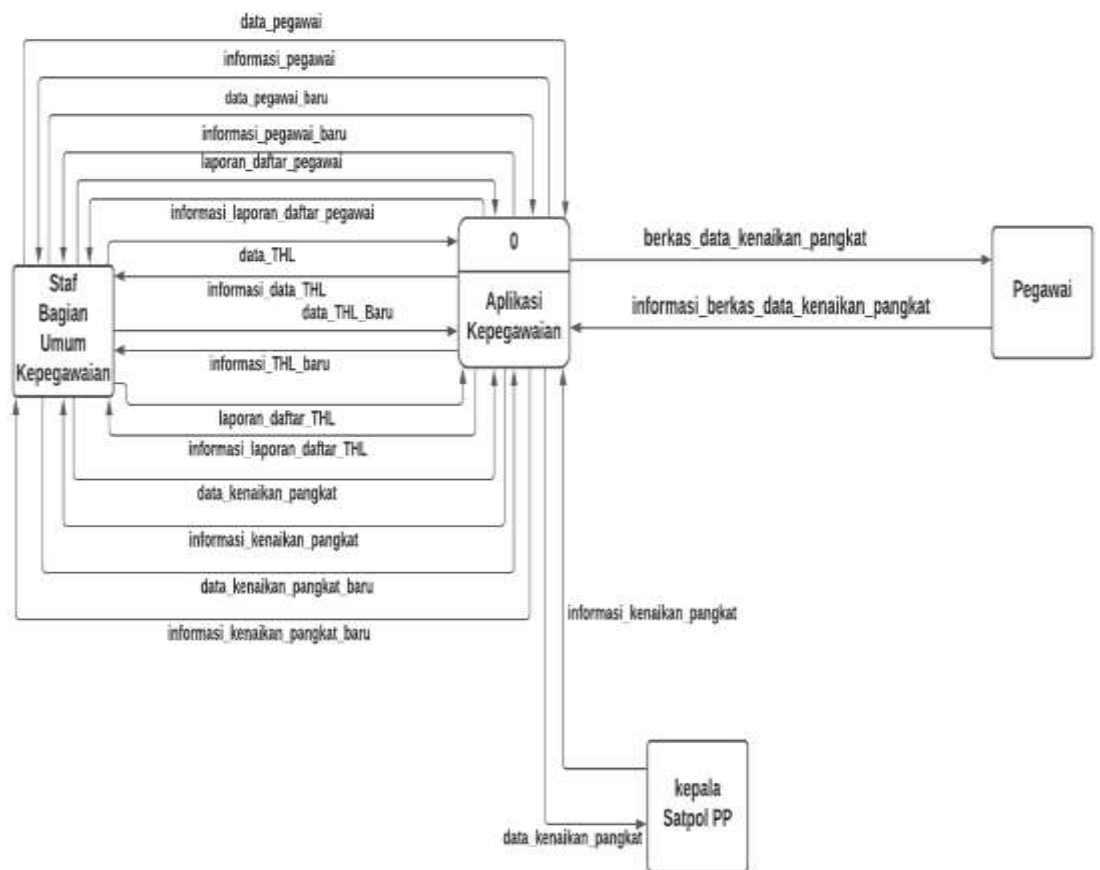 data_pegawai
informasi_pegawai
data_pegawai_baru
informasi_pegawai_baru
laporan_daftar_pegawai
informasi_laporan_daftar_pegawai
data_THL
informasi_data_THL
data_THL_Baru
informasi_THL_baru
laporan_daftar_THL
informasi_laporan_daftar_THL
data_kenaikan_pangkat
informasi_kenaikan_pangkat
data_kenaikan_pangkat_baru
informasi_kenaikan_pangkat_baru
Staf
Bagian
Umum
Kepegawaian
0
Aplikasi
Kepegawaian
berkas_data_kenaikan_pangkat
informasi_berkas_data_kenaikan_pangkat
Pegawai
informasi_kenaikan_pangkat
data_kenaikan_pangkat
kepala
Satpol PP